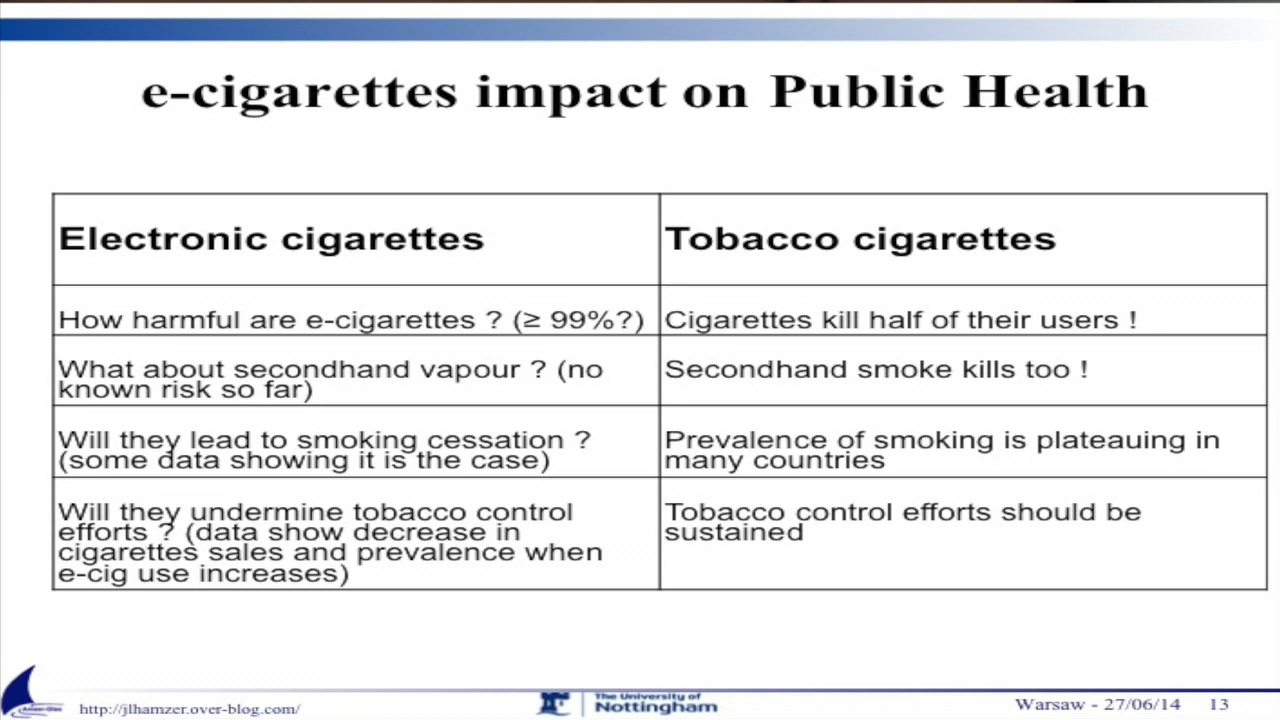 e-cigarettes impact on Public Health
Electronic cigarettes
Tobacco cigarettes
How harmful are e-cigarettes ? (≥ 99%?)
Cigarettes kill half of their users !
What about secondhand vapour ? (no
known risk so far)
Secondhand smoke kills too !
Will they lead to smoking cessation ?
(some data showing it is the case)
Prevalence of smoking is plateauing in
many countries
Will they undermine tobacco control
efforts ? (data show decrease in
cigarettes sales and prevalence when
e-cig use increases)
Tobacco control efforts should be
sustained
http://jlhamzer.over-blog.com/
The University of
Nottingham
Warsaw - 27/06/14
13